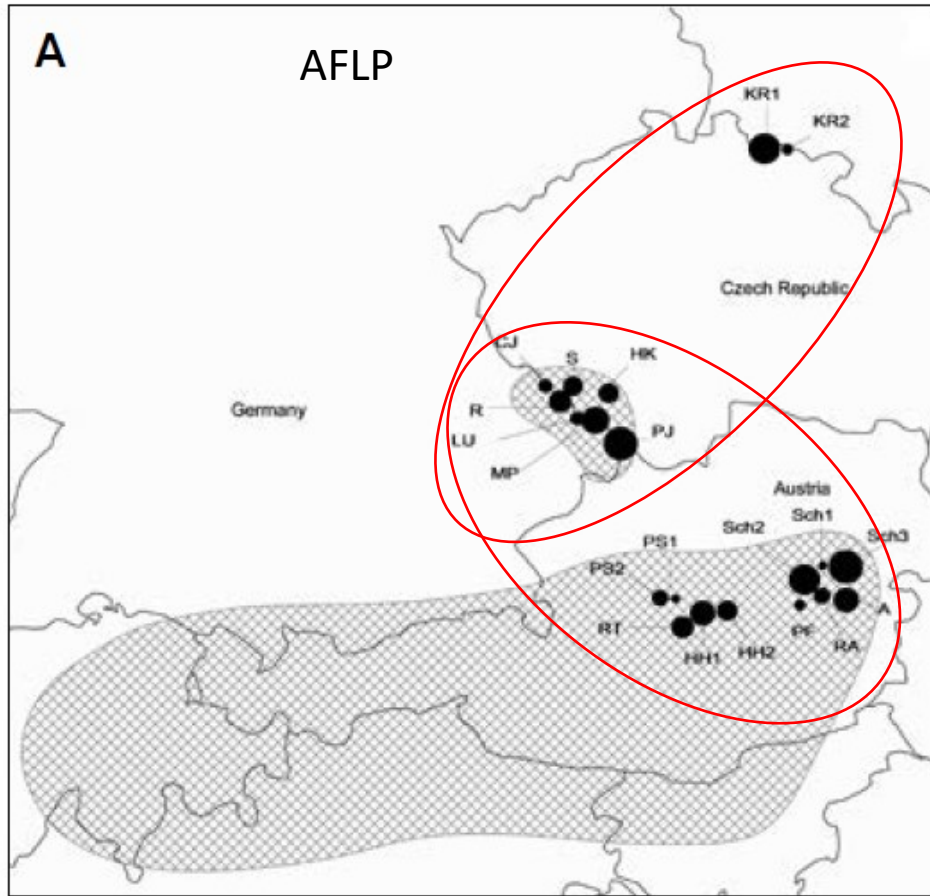 A
AFLP
KR1
KR2
Czech Republic
CJ
S
HK
Germany
R
PJ
LU
MP
Austria
Sch1
Sch2
Sch3
PS1
PS2
A
RT
PF
RA
HH1
HH2